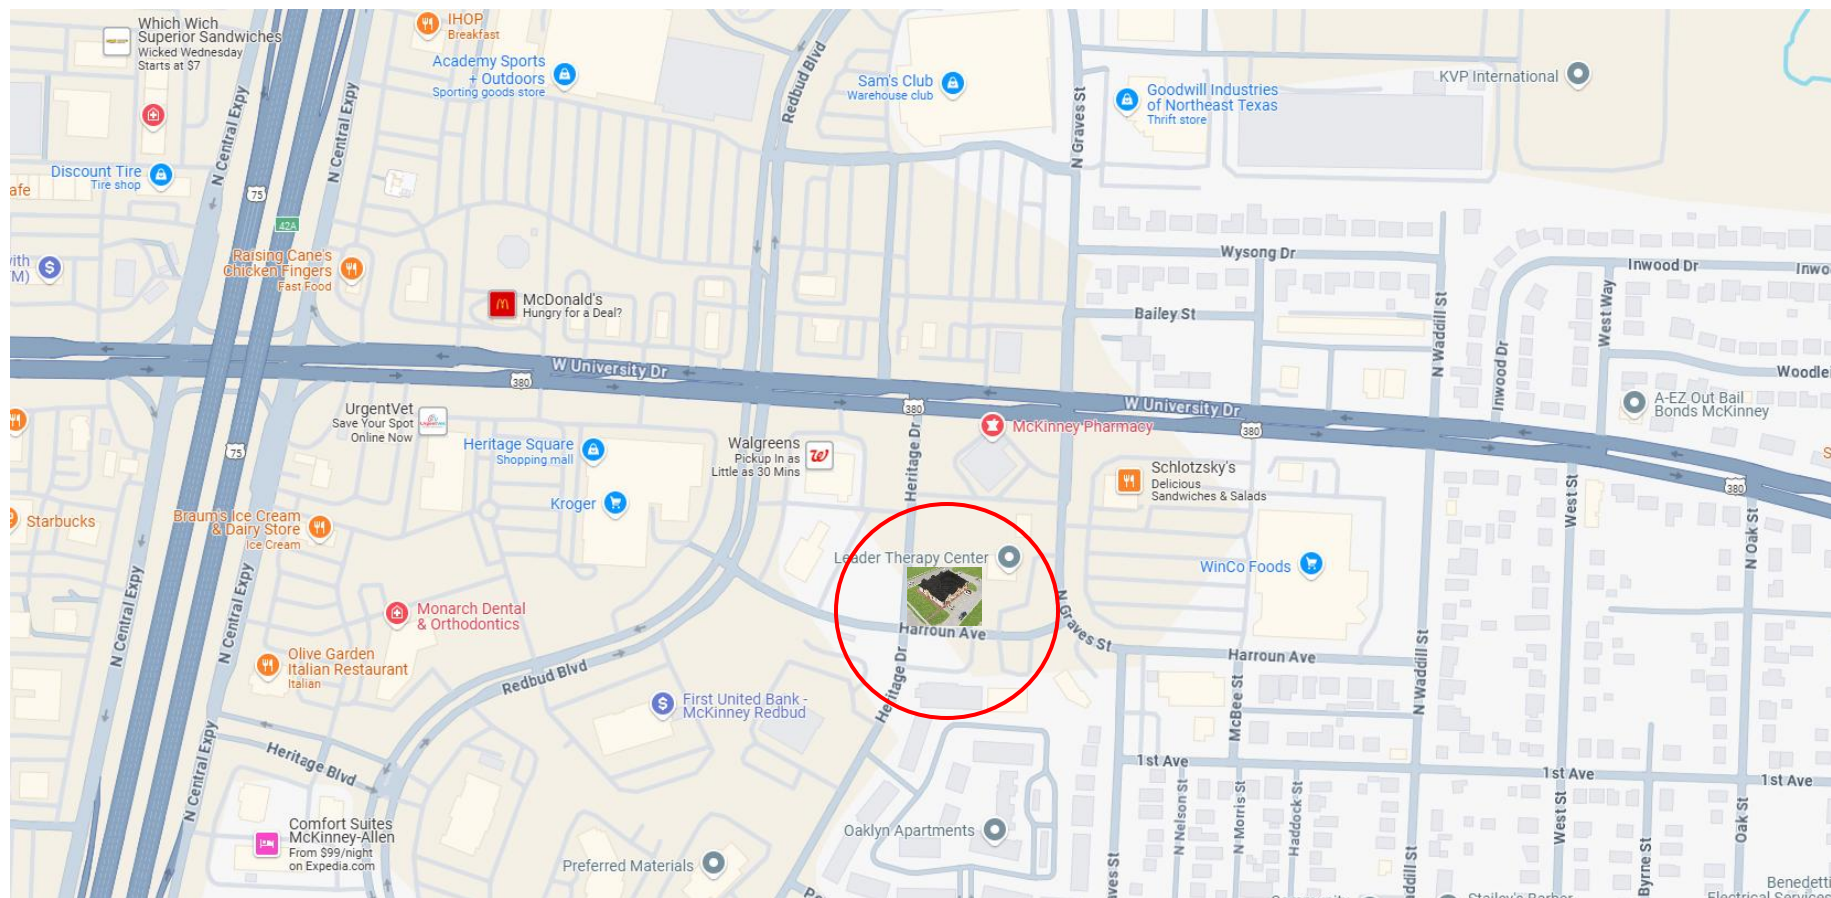 Which Wich
Superior Sandwiches
Wicked Wednesday
Starts at $7
IHOP
Breakfast
Academy Sports
+ Outdoors
Sporting goods store
Redbud Blvd
Sam's Club
Warehouse club
N Graves St
Goodwill Industries
of Northeast Texas
Thrift store
KVP International
N Central Expy
N Central Expy
Discount Tire
Tire shop
75
42A
Raising Cane's
Chicken Fingers
Fast Food
McDonald's
Hungry for a Deal?
Wysong Dr
Inwood Dr
Bailey St
N Waddill St
West Way
Inwood Dr
W University Dr
380
380
W University Dr
380
380
A-EZ Out Bail
Bonds McKinney
UrgentVet
Save Your Spot
Online Now
Heritage Square
Shopping mall
Walgreens
Pickup In as
Little as 30 Mins
Heritage Dr
McKinney Pharmacy
75
Schlotzsky's
Delicious
Sandwiches & Salads
Kroger
West St
N Oak St
Starbucks
Braum's Ice Cream
& Dairy Store
Ice Cream
Leader Therapy Center
WinCo Foods
N Central Expy
N Central Expy
Monarch Dental
& Orthodontics
Harroun Ave
N Graves St
Harroun Ave
N Waddill St
Olive Garden
Italian Restaurant
Italian
Redbud Blvd
Heritage Dr
First United Bank -
McKinney Redbud
McBee St
N Central Expy
Heritage Blvd
1st Ave
1st Ave
1st Ave
N Nelson St
N Morris St
Haddock St
West St
Oak St
Comfort Suites
McKinney-Allen
From $99/night
on Expedia.com
Oaklyn Apartments
Preferred Materials
Byrne St